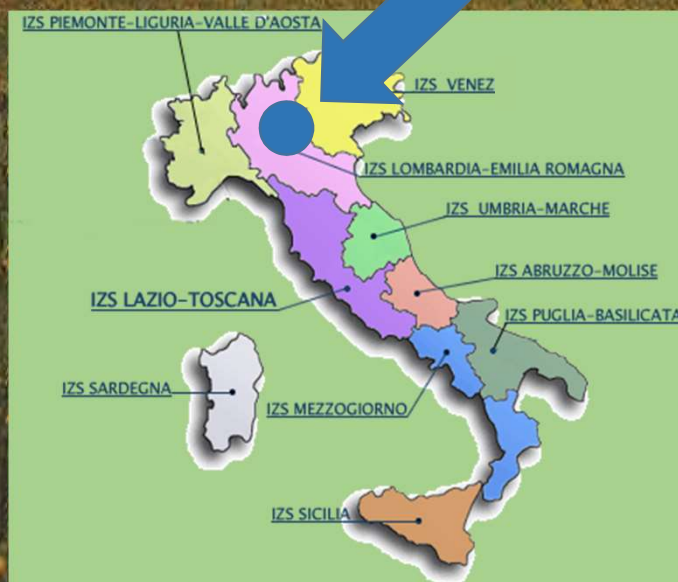 IZS PIEMONTE-LIGURIA-VALLE D'AOSTA
IZS VENEZ
IZS LOMBARDIA-EMILIA ROMAGNA
IZS UMBRIA-MARCHE
IZS ABRUZZO-MOLISE
IZS LAZIO-TOSCANA
IZS PUGLIA-BASILICATA
IZS SARDEGNA
IZS MEZZOGIORNO
IZS SICILIA